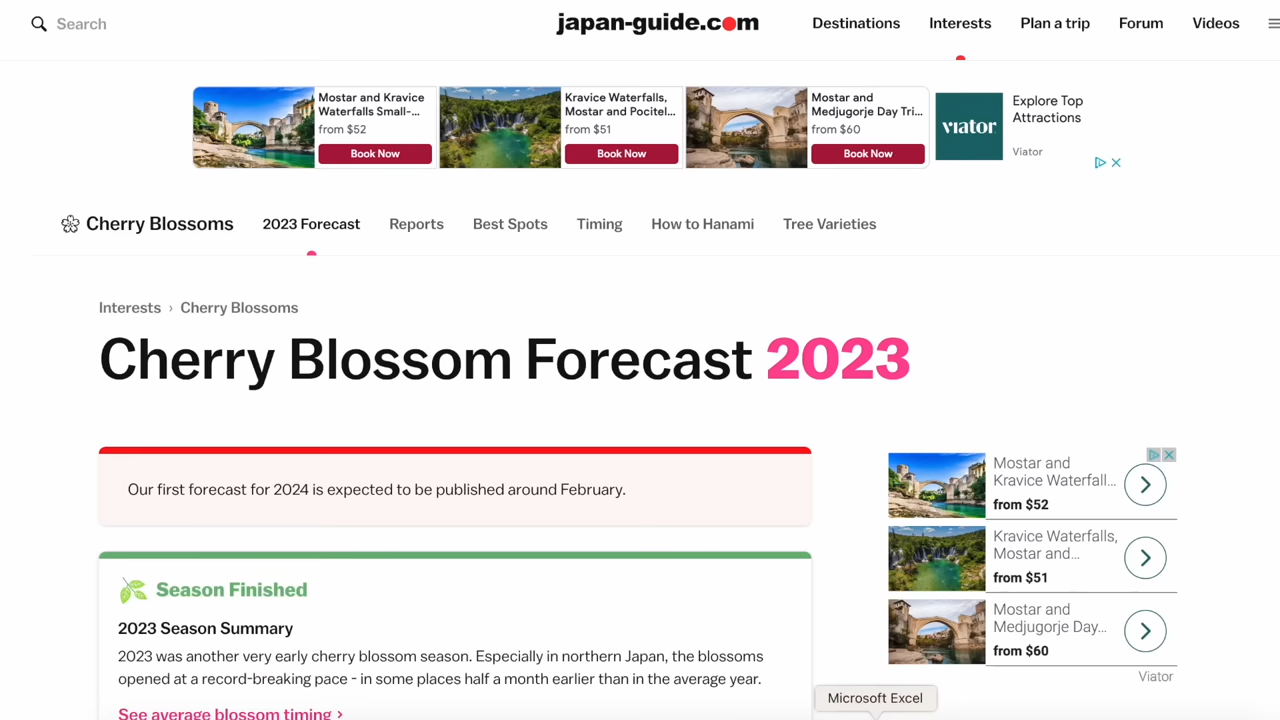 Search
japan-guide.com
Destinations
Interests
Plan a trip
Forum
Videos
Mostar and Kravice
Waterfalls Small-...
from $52
Book Now
Kravice Waterfalls,
Mostar and Pocitel...
from $51
Book Now
Mostar and
Medjugorje Day Tri...
from $60
Book Now
viator
Explore Top
Attractions
Viator
Cherry Blossoms
2023 Forecast
Reports
Best Spots
Timing
How to Hanami
Tree Varieties
Interests › Cherry Blossoms
Cherry Blossom Forecast 2023
Our first forecast for 2024 is expected to be published around February.
Season Finished
2023 Season Summary
2023 was another very early cherry blossom season. Especially in northern Japan, the blossoms
opened at a record-breaking pace - in some places half a month earlier than in the average year.
See average blossom timing ›
Mostar and
Kravice Waterfall...
from $52
Kravice Waterfalls,
Mostar and...
from $51
Mostar and
Medjugorje Day...
from $60
Viator
Microsoft Excel